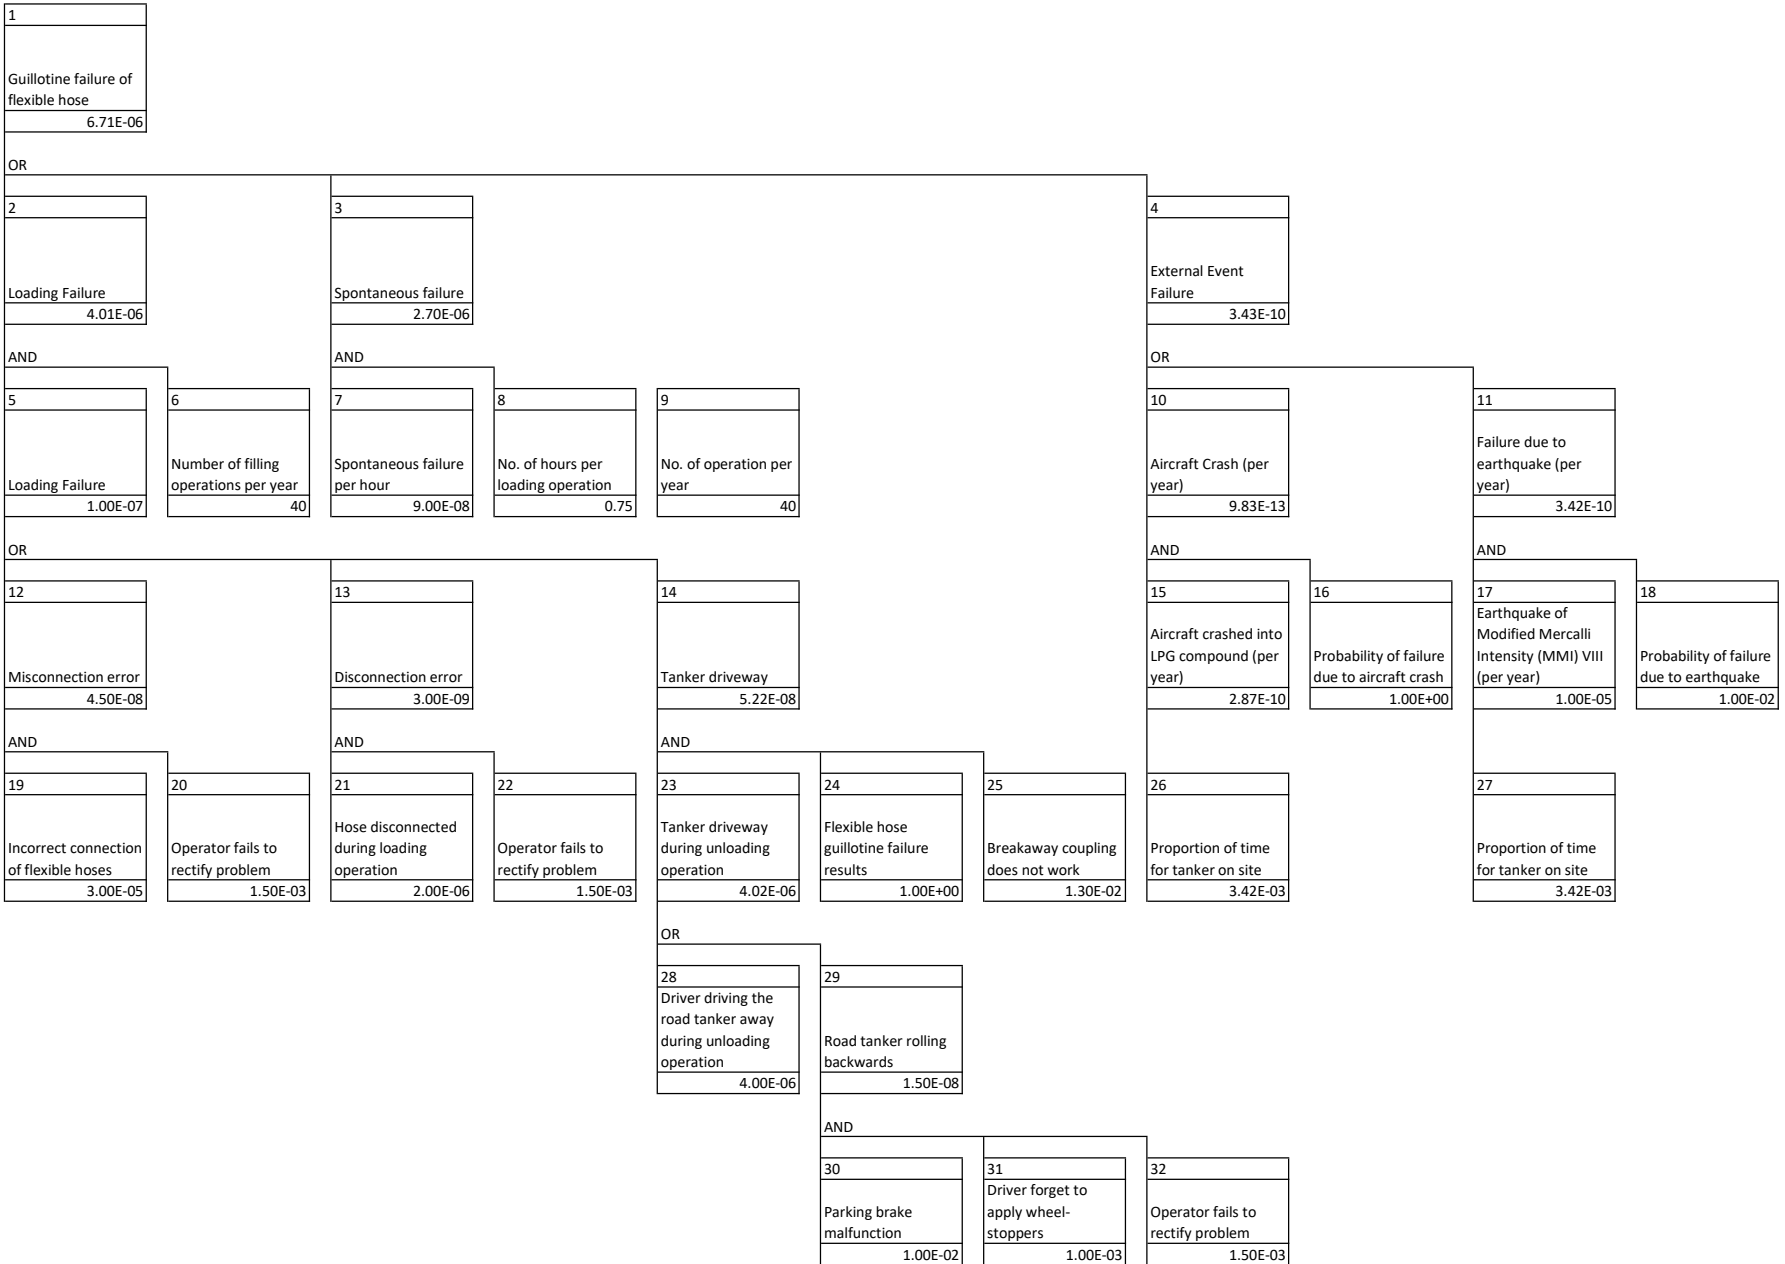 1
Guillotine failure of
flexible hose
6.71E-06
OR
2
Loading Failure
4.01E-06
3
Spontaneous failure
2.70E-06
4
External Event
Failure
3.43E-10
AND
AND
OR
5
Loading Failure
1.00E-07
6
Number of filling
operations per year
40
7
Spontaneous failure
per hour
9.00E-08
8
No. of hours per
loading operation
0.75
9
No. of operation per
year
40
10
Aircraft Crash (per
year)
9.83E-13
11
Failure due to
earthquake (per
year)
3.42E-10
OR
AND
AND
12
Misconnection error
4.50E-08
13
Disconnection error
3.00E-09
14
Tanker driveway
5.22E-08
15
Aircraft crashed into
LPG compound (per
year)
2.87E-10
16
Probability of failure
due to aircraft crash
1.00E+00
17
Earthquake of
Modified Mercalli
Intensity (MMI) VIII
(per year)
1.00E-05
18
Probability of failure
due to earthquake
1.00E-02
AND
AND
AND
19
Incorrect connection
of flexible hoses
3.00E-05
20
Operator fails to
rectify problem
1.50E-03
21
Hose disconnected
during loading
operation
2.00E-06
22
Operator fails to
rectify problem
1.50E-03
23
Tanker driveway
during unloading
operation
4.02E-06
24
Flexible hose
guillotine failure
results
1.00E+00
25
Breakaway coupling
does not work
1.30E-02
26
Proportion of time
for tanker on site
3.42E-03
27
Proportion of time
for tanker on site
3.42E-03
OR
28
Driver driving the
road tanker away
during unloading
operation
4.00E-06
29
Road tanker rolling
backwards
1.50E-08
AND
30
Parking brake
malfunction
1.00E-02
31
Driver forget to
apply wheel-
stoppers
1.00E-03
32
Operator fails to
rectify problem
1.50E-03